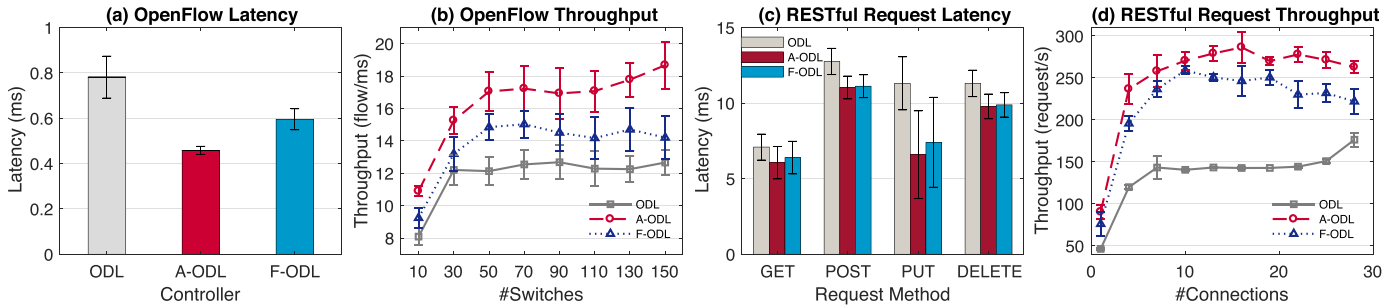 (a) OpenFlow Latency
1
0.8
0.6
0.4
0.2
0
Latency (ms)
ODL
A-ODL
F-ODL
Controller
(b) OpenFlow Throughput
20
18
16
14
12
10
8
Throughput (flow/ms)
ODL
A-ODL
F-ODL
10 30 50 70 90 110 130 150
#Switches
(c) RESTful Request Latency
15
10
5
0
Latency (ms)
ODL
A-ODL
F-ODL
GET POST PUT DELETE
Request Method
(d) RESTful Request Throughput
300
250
200
150
100
50
Throughput (request/s)
ODL
A-ODL
F-ODL
0 10 20 30
#Connections